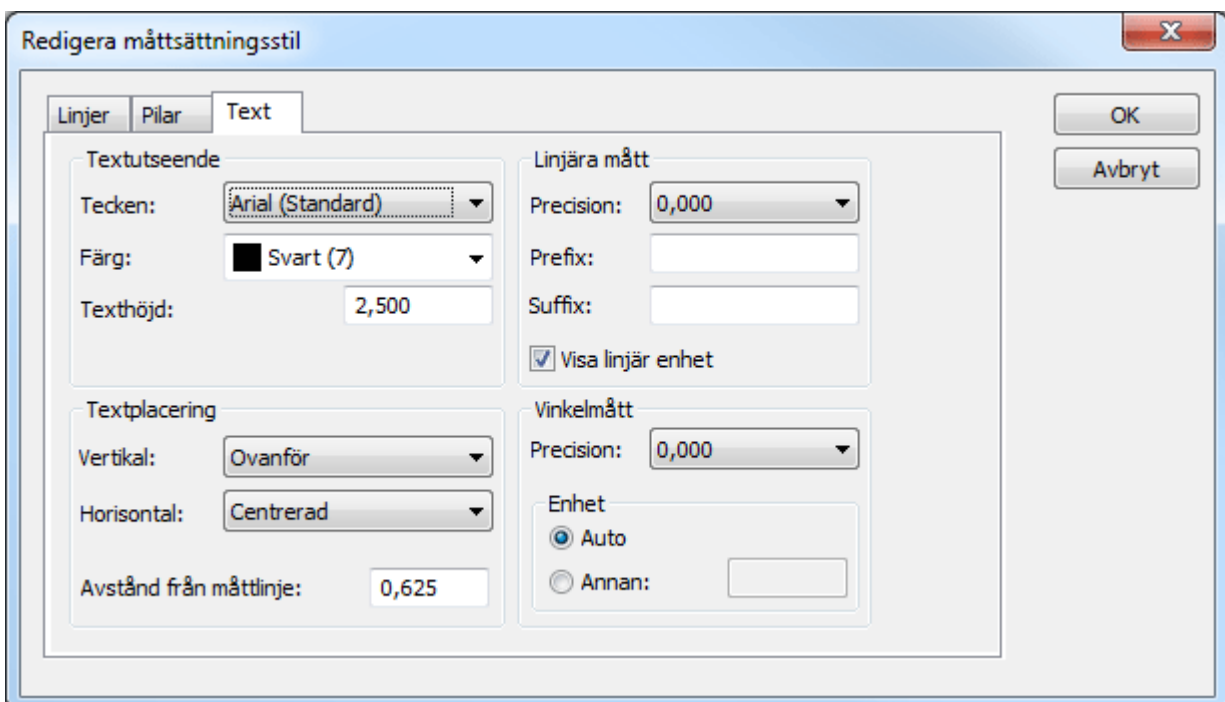 Redigera måttsättningsstil
Linjer Pilar Text
OK
Avbryt
Textutseende
Tecken: Arial (Standard)
Färg: Svart (7)
Texthöjd: 2,500
Linjära mått
Precision: 0,000
Prefix:
Suffix:
Visa linjär enhet
Textplacering
Vertikal: Ovanför
Horisontal: Centrerad
Avstånd från måttlinje: 0,625
Vinkelmått
Precision: 0,000
Enhet
Auto
Annan: